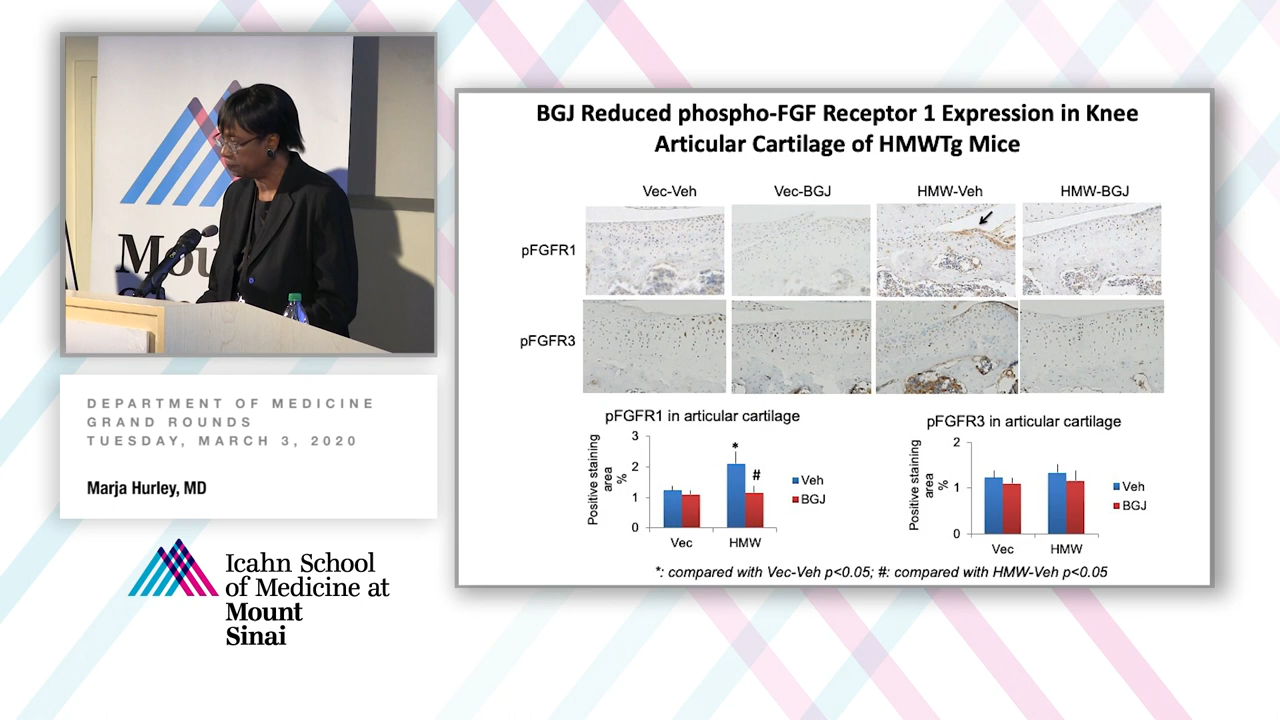 Mou
DEPARTMENT OF MEDICINE
GRAND ROUNDS
TUESDAY, MARCH 3, 2020
Marja Hurley, MD
Icahn School
of Medicine at
Mount
Sinai
BGJ Reduced phospho-FGF Receptor 1 Expression in Knee
Articular Cartilage of HMWTg Mice
Vec-Veh Vec-BGJ HMW-Veh HMW-BGJ
pFGFR1
pFGFR3
pFGFR1 in articular cartilage
Positive staining
area
%
3
2
1
0
*
#
Vec HMW
Veh
BGJ
pFGFR3 in articular cartilage
Positive staining
area
%
2
1
0
Vec HMW
Veh
BGJ
*: compared with Vec-Veh p<0.05; #: compared with HMW-Veh p<0.05